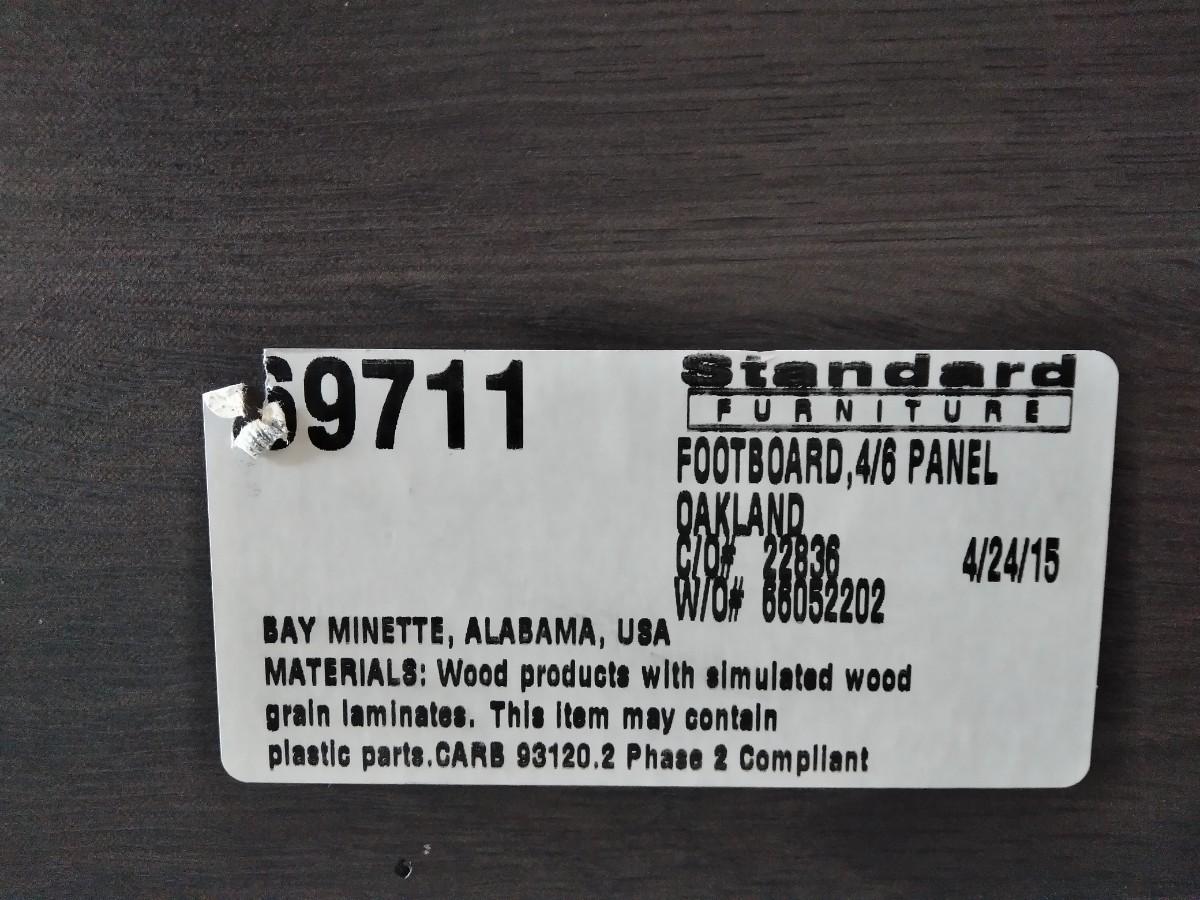 69711
Standard
FURNITURE
FOOTBOARD,4/6 PANEL
OAKLAND
C/O# 22836 4/24/15
W/O# 66052202
BAY MINETTE, ALABAMA, USA
MATERIALS: Wood products with simulated wood
grain laminates. This item may contain
plastic parts.CARB 93120.2 Phase 2 Compliant